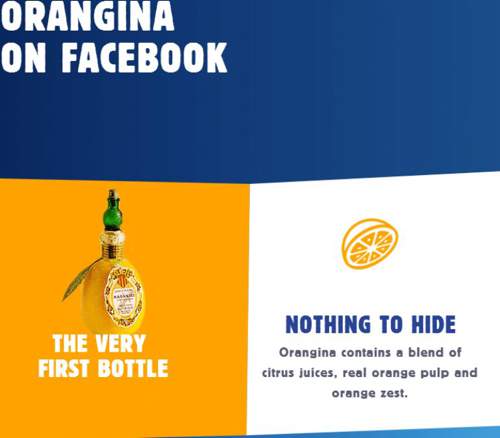 ORANGINA
ON FACEBOOK
THE VERY
FIRST BOTTLE
NOTHING TO HIDE
Orangina contains a blend of
citrus juices, real orange pulp and
orange zest.